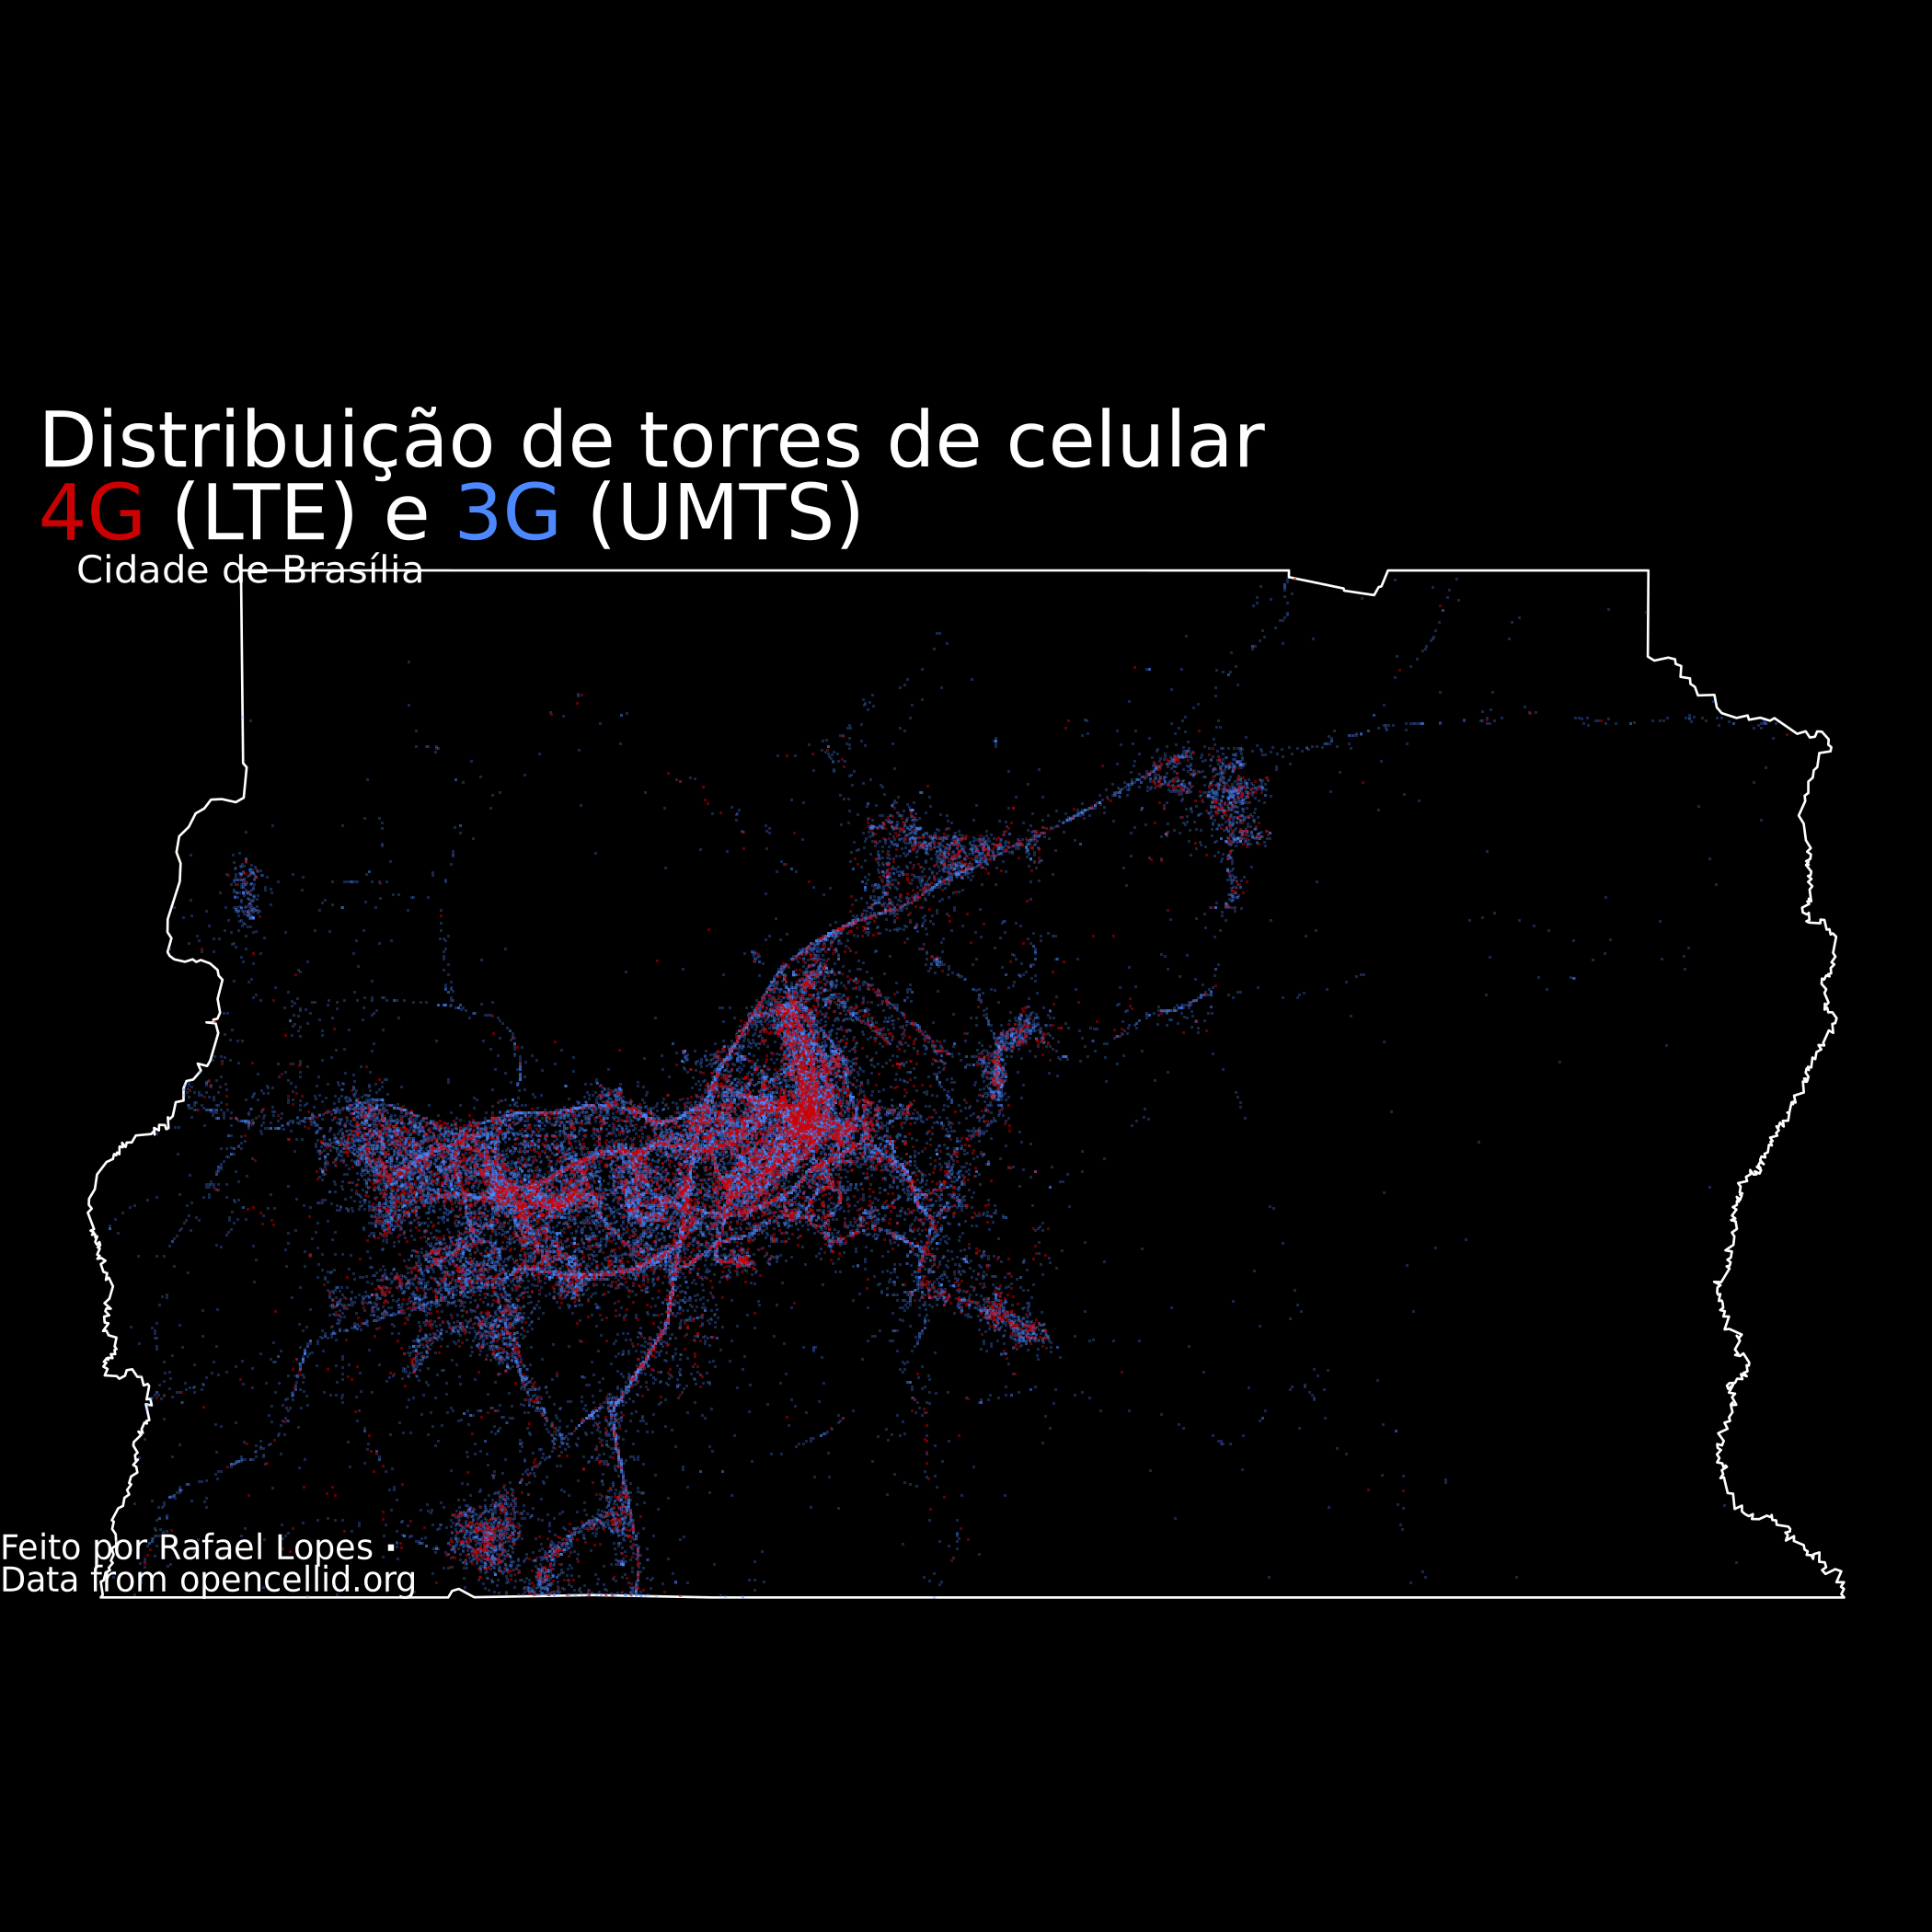 Distribuição de torres de celular
4G (LTE) e 3G (UMTS)
Cidade de Brasília
Feito por Rafael Lopes ·
Data from opencellid.org